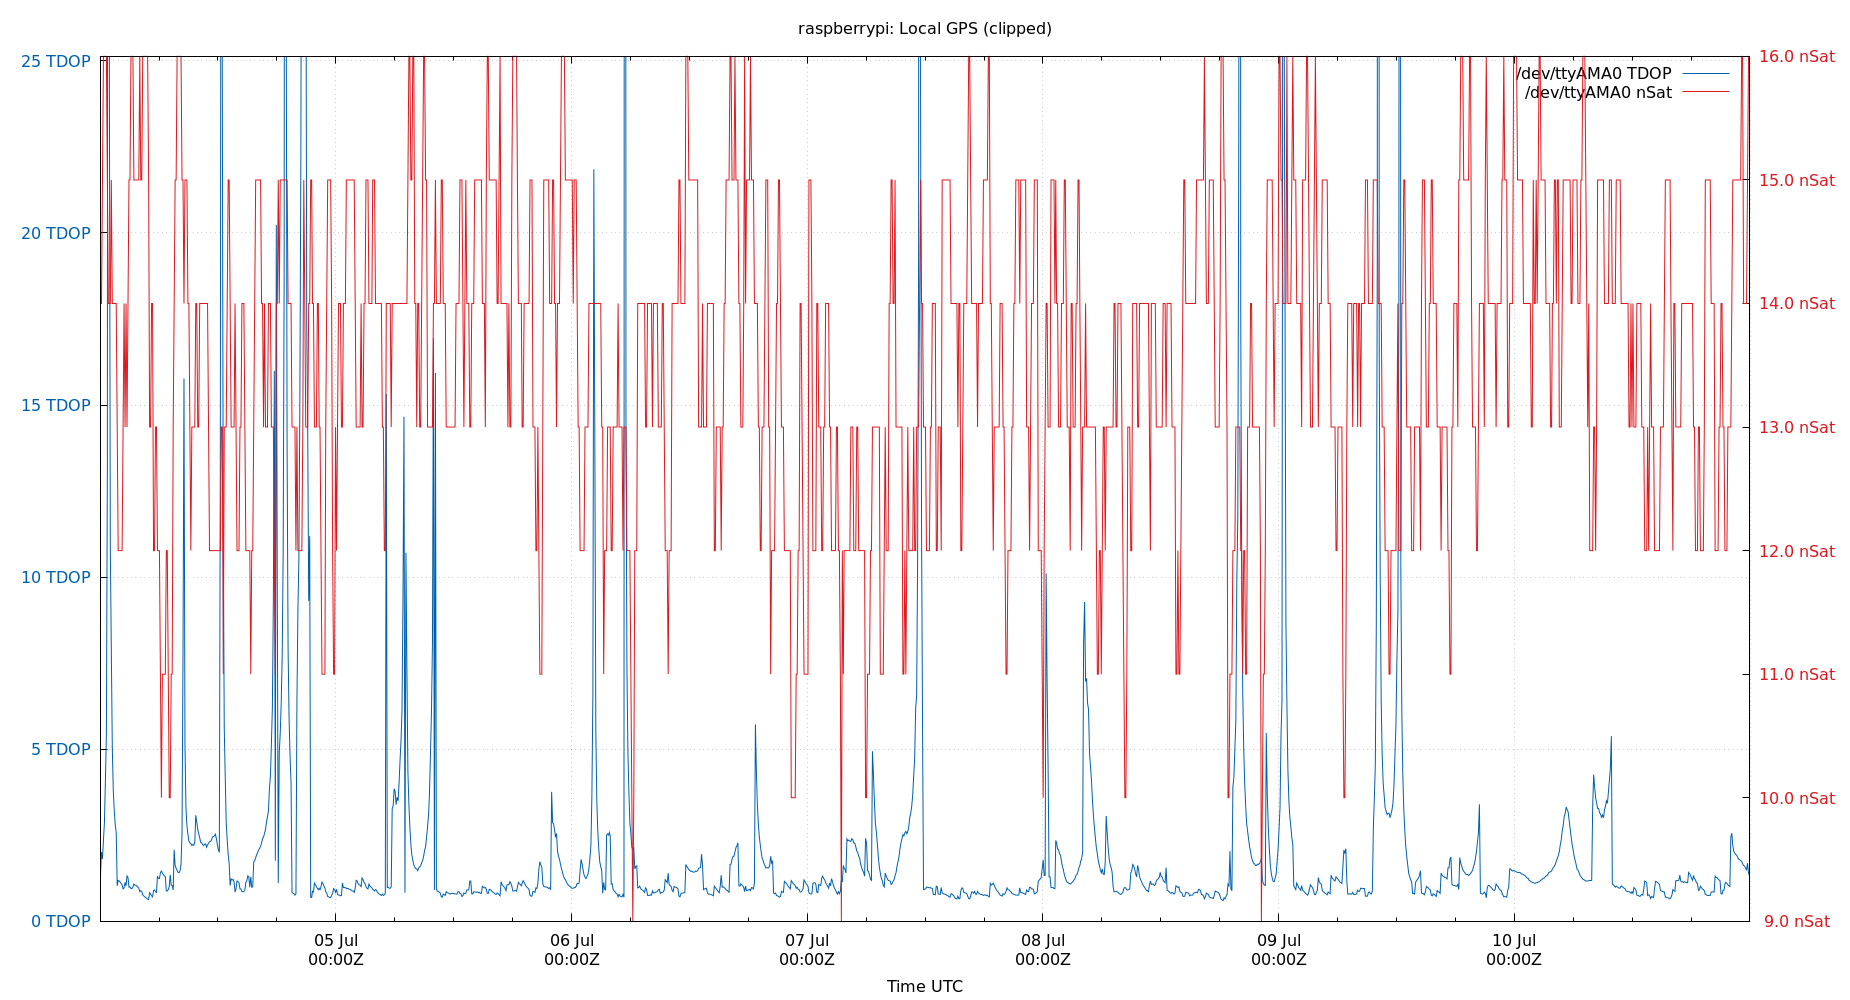 raspberrypi: Local GPS (clipped)
25 TDOP
20 TDOP
15 TDOP
10 TDOP
5 TDOP
0 TDOP
16.0 nSat
15.0 nSat
14.0 nSat
13.0 nSat
12.0 nSat
11.0 nSat
10.0 nSat
9.0 nSat
/dev/ttyAMA0 TDOP
/dev/ttyAMA0 nSat
05 Jul
00:00Z
06 Jul
00:00Z
07 Jul
00:00Z
08 Jul
00:00Z
09 Jul
00:00Z
10 Jul
00:00Z
Time UTC